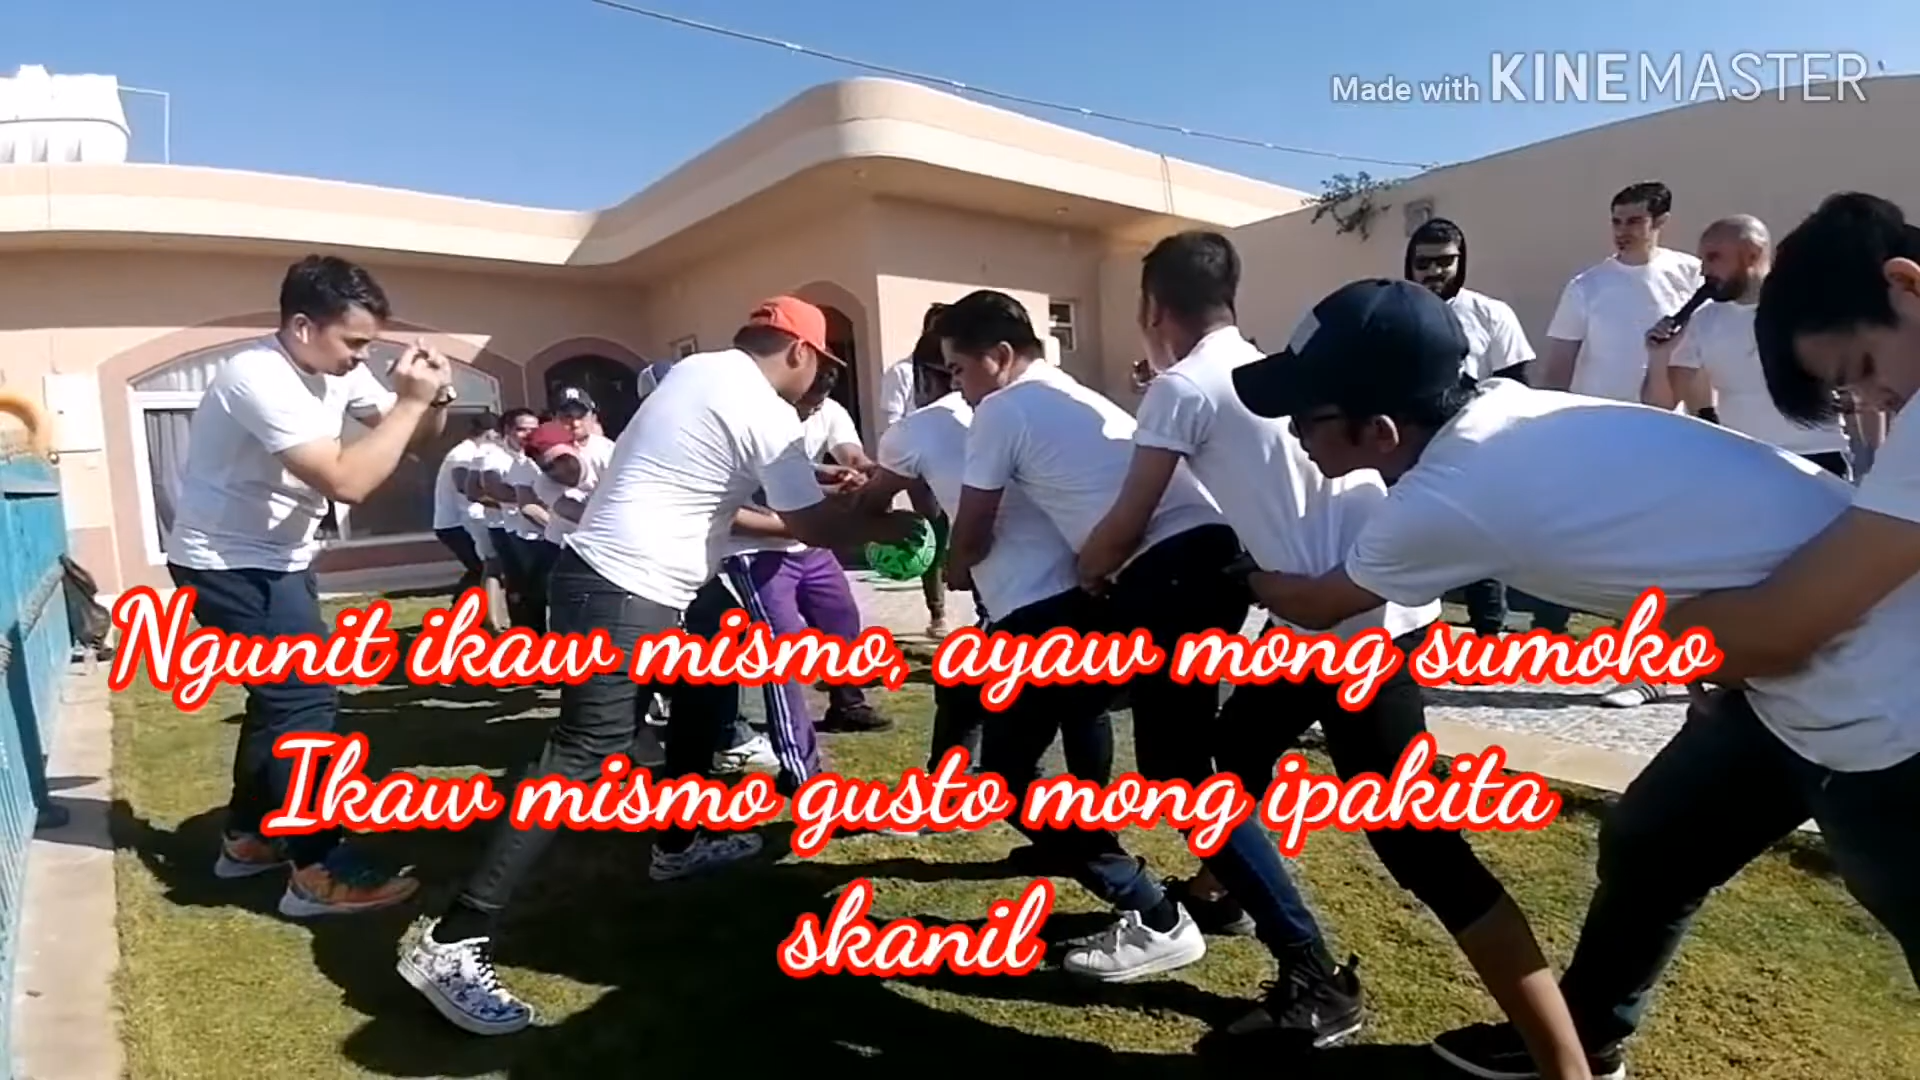 Made with KINEMASTER
Ngunit ikaw mismo, ayaw mong sumoko
Ikaw mismo gusto mong ipakita
skanil